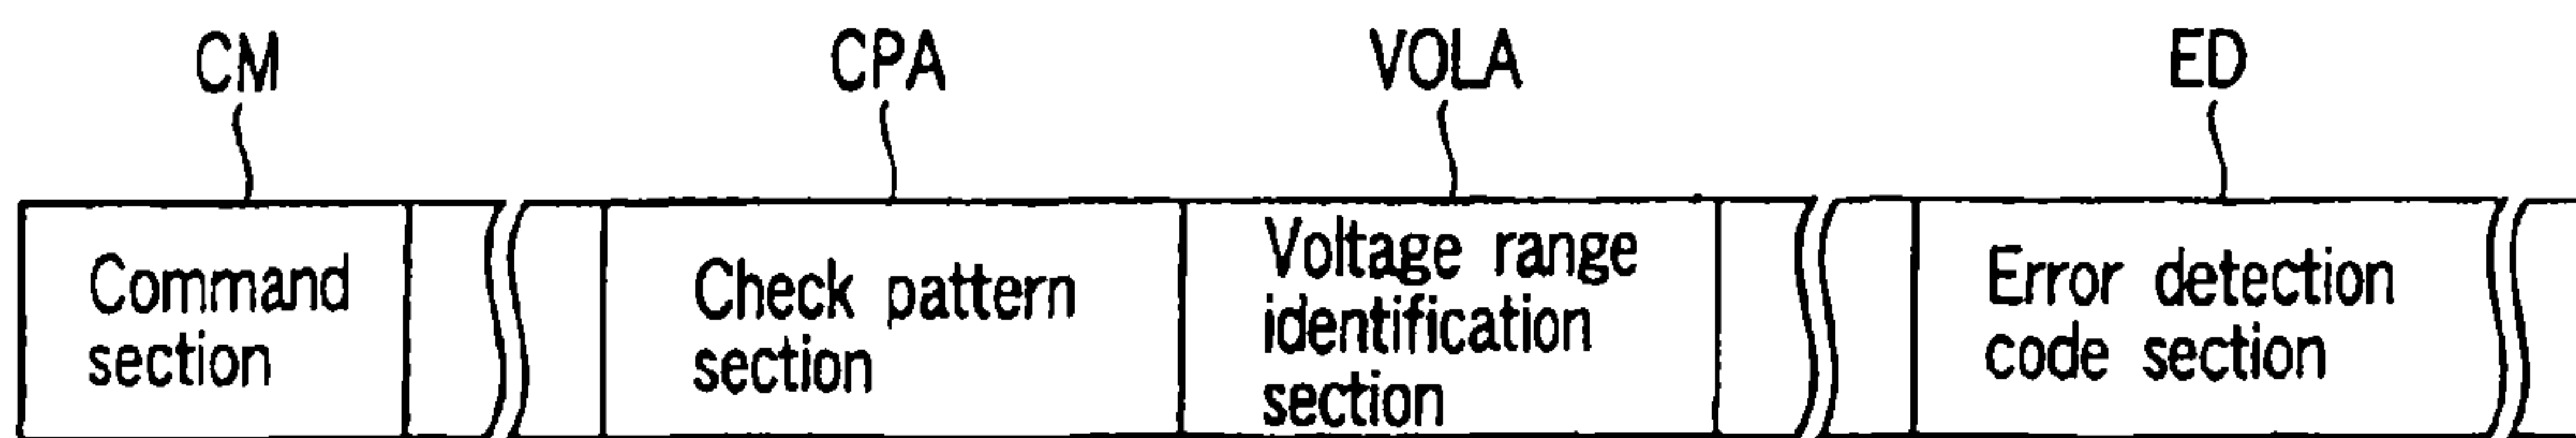 CM CPA VOLA ED
Command
section
Check pattern
section
Voltage range
identification
section
Error detection
code section